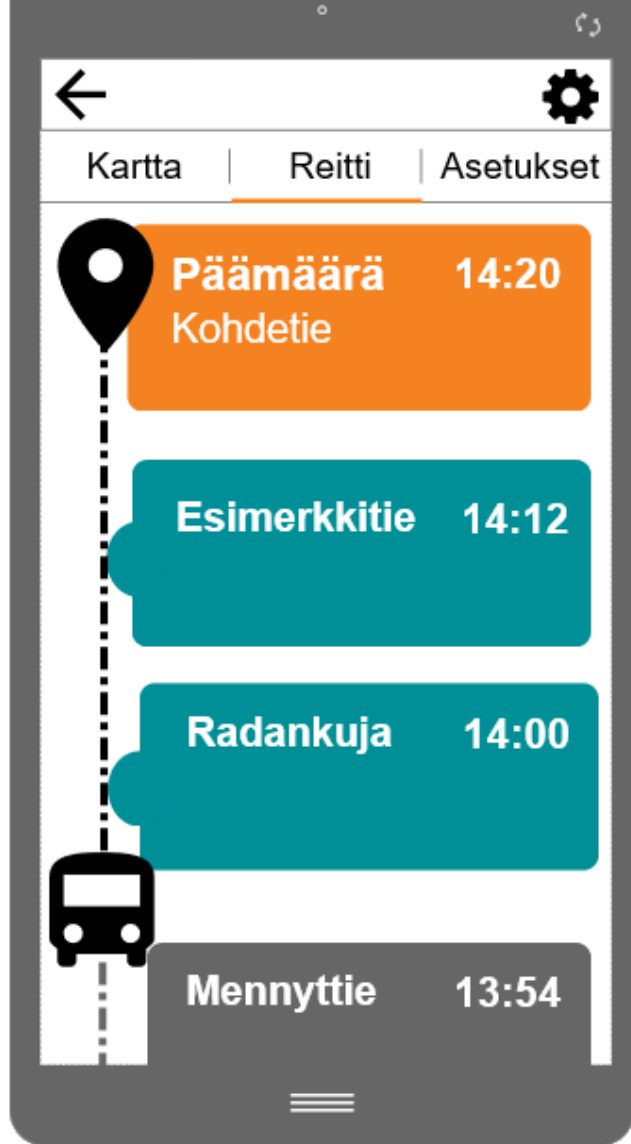 Kartta | Reitti | Asetukset
Päämäärä 14:20
Kohdetie
Esimerkkitie 14:12
Radankuja 14:00
Mennyttie 13:54